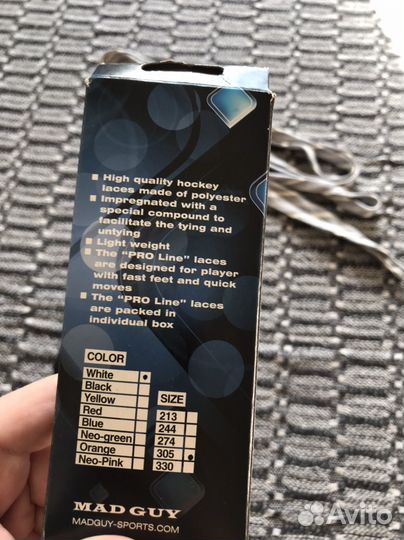 High quality hockey
laces made of polyester
Impregnated with a
special compound to
facilitate the tying and
untying
Light weight
The "PRO Line" laces
are designed for player
with fast feet and quick
moves
The "PRO Line" laces
are packed in
individual box
COLOR
White
Black
Yellow
Red
Blue
Neo-green
Orange
Neo-Pink
SIZE
213
244
274
305
330
MAD GUY
MADGUY-SPORTS.COM
Avito